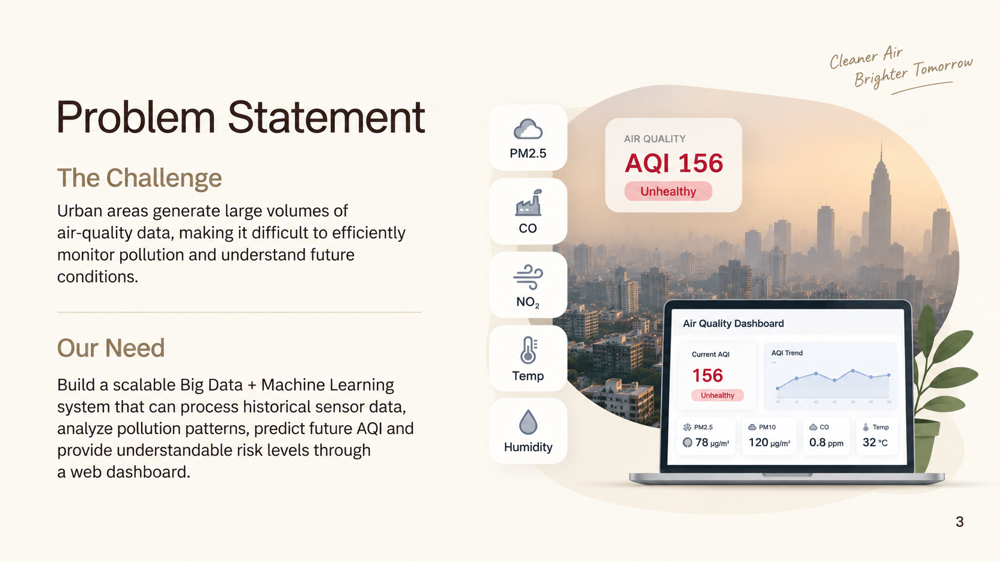 Cleaner Air
Brighter Tomorrow
Problem Statement
The Challenge
Urban areas generate large volumes of
air-quality data, making it difficult to efficiently
monitor pollution and understand future
conditions.
Our Need
Build a scalable Big Data + Machine Learning
system that can process historical sensor data,
analyze pollution patterns, predict future AQI and
provide understandable risk levels through
a web dashboard.
PM2.5
CO
NO₂
Temp
Humidity
AIR QUALITY
AQI 156
Unhealthy
Air Quality Dashboard
Current AQI
156
Unhealthy
AQI Trend
PM2.5
78 µg/m²
PM10
120 µg/m²
CO
0.8 ppm
Temp
32 °C
3